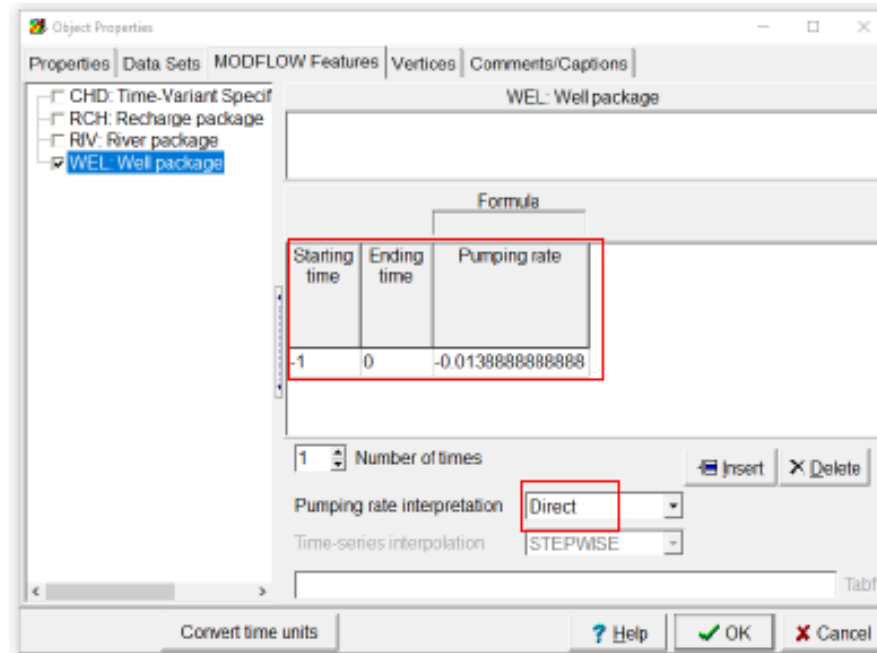 Object Properties
Properties Data Sets MODFLOW Features Vertices Comments/Captions
CHD: Time-Variant Specif
RCH: Recharge package
RIV: River package
WEL: Well package
WEL: Well package
Formula
Starting time Ending time Pumping rate
-1 0 -0.0138888888888
1 Number of times
Insert Delete
Pumping rate interpretation Direct
Time-series interpolation STEPWISE
Tabf
Convert time units Help OK Cancel